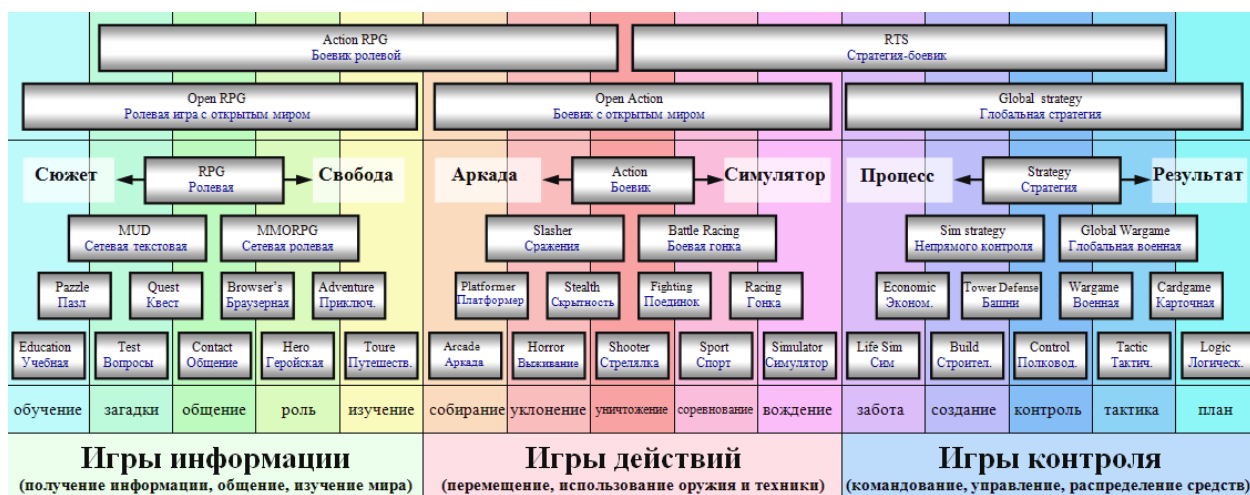 Action RPG
Боевик ролевой
RTS
Стратегия-боевик
Open RPG
Ролевая игра с открытым миром
Open Action
Боевик с открытым миром
Global strategy
Глобальная стратегия
Сюжет
RPG
Ролевая
Свобода
Аркада
Action
Боевик
Симулятор
Процесс
Strategy
Стратегия
Результат
MUD
Сетевая текстовая
MMORPG
Сетевая ролевая
Slasher
Сражения
Battle Racing
Боевая гонка
Sim strategy
Непрямого контроля
Global Wargame
Глобальная военная
Pazzle
Пазл
Quest
Квест
Browser's
Браузерная
Adventure
Приключ.
Platformer
Платформер
Stealth
Скрытность
Fighting
Поединок
Racing
Гонка
Economic
Эконом.
Tower Defense
Башни
Wargame
Военная
Cardgame
Карточная
Education
Учебная
Test
Вопросы
Contact
Общение
Hero
Геройская
Toure
Путешеств.
Arcade
Аркада
Horror
Выживание
Shooter
Стрелялка
Sport
Спорт
Simulator
Симулятор
Life Sim
Сим
Build
Строител.
Control
Полковод.
Tactic
Тактич.
Logic
Логическ.
обучение загадки общение роль изучение собирание уклонение уничтожение соревнование вождение забота создание контроль тактика план
Игры информации
(получение информации, общение, изучение мира)
Игры действий
(перемещение, использование оружия и техники)
Игры контроля
(командование, управление, распределение средств)